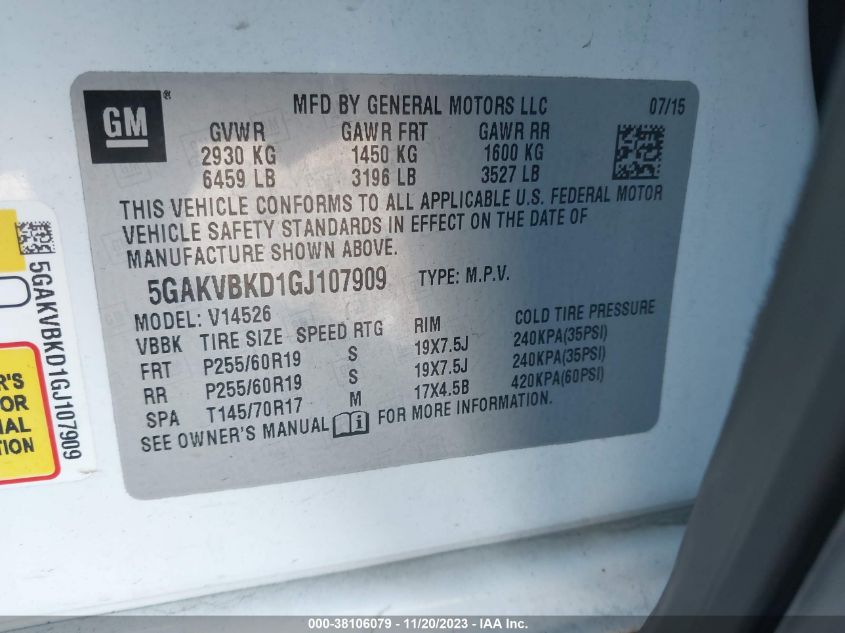 GM®
MFD BY GENERAL MOTORS LLC 07/15
GVWR GAWR FRT GAWR RR
2930 KG 1450 KG 1600 KG
6459 LB 3196 LB 3527 LB
THIS VEHICLE CONFORMS TO ALL APPLICABLE U.S. FEDERAL MOTOR
VEHICLE SAFETY STANDARDS IN EFFECT ON THE DATE OF
MANUFACTURE SHOWN ABOVE.
5GAKVBKD1GJ107909 TYPE: M.P.V.
MODEL: V14526
VBBK TIRE SIZE SPEED RTG RIM COLD TIRE PRESSURE
FRT P255/60R19 S 19X7.5J 240KPA(35PSI)
RR P255/60R19 S 19X7.5J 240KPA(35PSI)
SPA T145/70R17 M 17X4.5B 420KPA(60PSI)
SEE OWNER'S MANUAL i FOR MORE INFORMATION.
5GAKVBKD1GJ107909
000-38106079 - 11/20/2023 - IAA Inc.